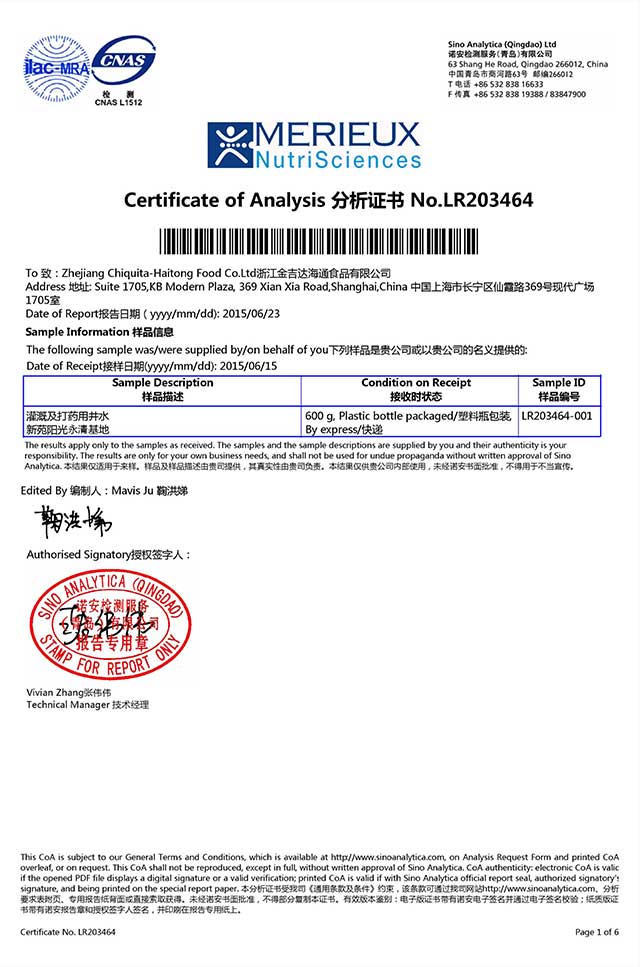 ilac-MRA
CNAS
检 测
CNAS L1512
Sino Analytica (Qingdao) Ltd
诺安检测服务(青岛)有限公司
63 Shang He Road, Qingdao 266012, China
中国青岛市商河路63号 邮编266012
T 电话 +86 532 838 16633
F 传真 +86 532 838 19388 / 83847900
MERIEUX
NutriSciences
Certificate of Analysis 分析证书 No.LR203464
To 致：Zhejiang Chiquita-Haitong Food Co.Ltd浙江金吉达海通食品有限公司
Address 地址: Suite 1705,KB Modern Plaza, 369 Xian Xia Road,Shanghai,China 中国上海市长宁区仙霞路369号现代广场
1705室
Date of Report报告日期（yyyy/mm/dd): 2015/06/23
Sample Information 样品信息
The following sample was/were supplied by/on behalf of you下列样品是贵公司或以贵公司的名义提供的:
Date of Receipt接样日期(yyyy/mm/dd): 2015/06/15
Sample Description Condition on Receipt Sample ID
样品描述 接收时状态 样品编号
灌溉及打药用井水 600 g, Plastic bottle packaged/塑料瓶包装, LR203464-001
新苑阳光永清基地 By express/快递
The results apply only to the samples as received. The samples and the sample descriptions are supplied by you and their authenticity is your
responsibility. The results are only for your own business needs, and shall not be used for undue propaganda without written approval of Sino
Analytica. 本结果仅适用于来样。样品及样品描述由贵司提供，其真实性由贵司负责。本结果仅供贵公司内部使用，未经诺安书面批准，不得用于不当宣传。
Edited By 编制人：Mavis Ju 鞠洪娣
鞠洪娣
Authorised Signatory授权签字人：
SINO ANALYTICA (QINGDAO)
诺安检测服务
(青岛)有限公司
报告专用章
STAMP FOR REPORT ONLY
Vivian Zhang张伟伟
Technical Manager 技术经理
This CoA is subject to our General Terms and Conditions, which is available at http://www.sinoanalytica.com, on Analysis Request Form and printed CoA
overleaf, or on request. This CoA shall not be reproduced, except in full, without written approval of Sino Analytica. CoA authenticity: electronic CoA is valid
if the opened PDF file displays a digital signature or a valid verification; printed CoA is valid if with Sino Analytica official report seal, authorized signatory's
signature, and being printed on the special report paper. 本分析证书受我司《通用条款及条件》约束，该条款可通过我司网站http://www.sinoanalytica.com、分析
要求表附页、专用报告纸背面或直接索取获得。未经诺安书面批准，不得部分复制本证书。有效版本鉴别：电子版证书带有诺安电子签名并通过电子签名校验；纸质版证
书带有诺安报告章和授权签字人签名，并印刷在报告专用纸上。
Certificate No. LR203464 Page 1 of 6